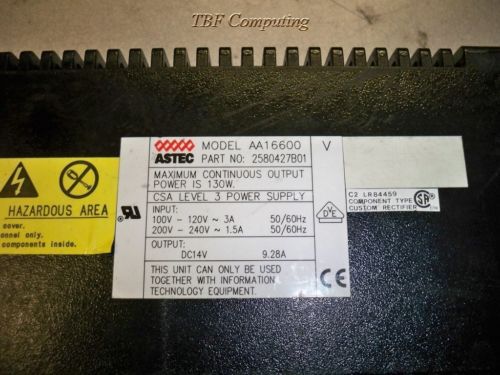 TBF Computing
ASTEC
MODEL AA16600
PART NO: 2580427B01
V
MAXIMUM CONTINUOUS OUTPUT
POWER IS 130W.
CSA LEVEL 3 POWER SUPPLY
INPUT:
100V - 120V ~ 3A 50/60Hz
200V - 240V ~ 1.5A 50/60Hz
OUTPUT:
DC14V 9.28A
THIS UNIT CAN ONLY BE USED
TOGETHER WITH INFORMATION
TECHNOLOGY EQUIPMENT.
VDE
C2 LR84459
COMPONENT TYPE
CUSTOM RECTIFIER
HAZARDOUS AREA
cover.
onnel only.
components inside.